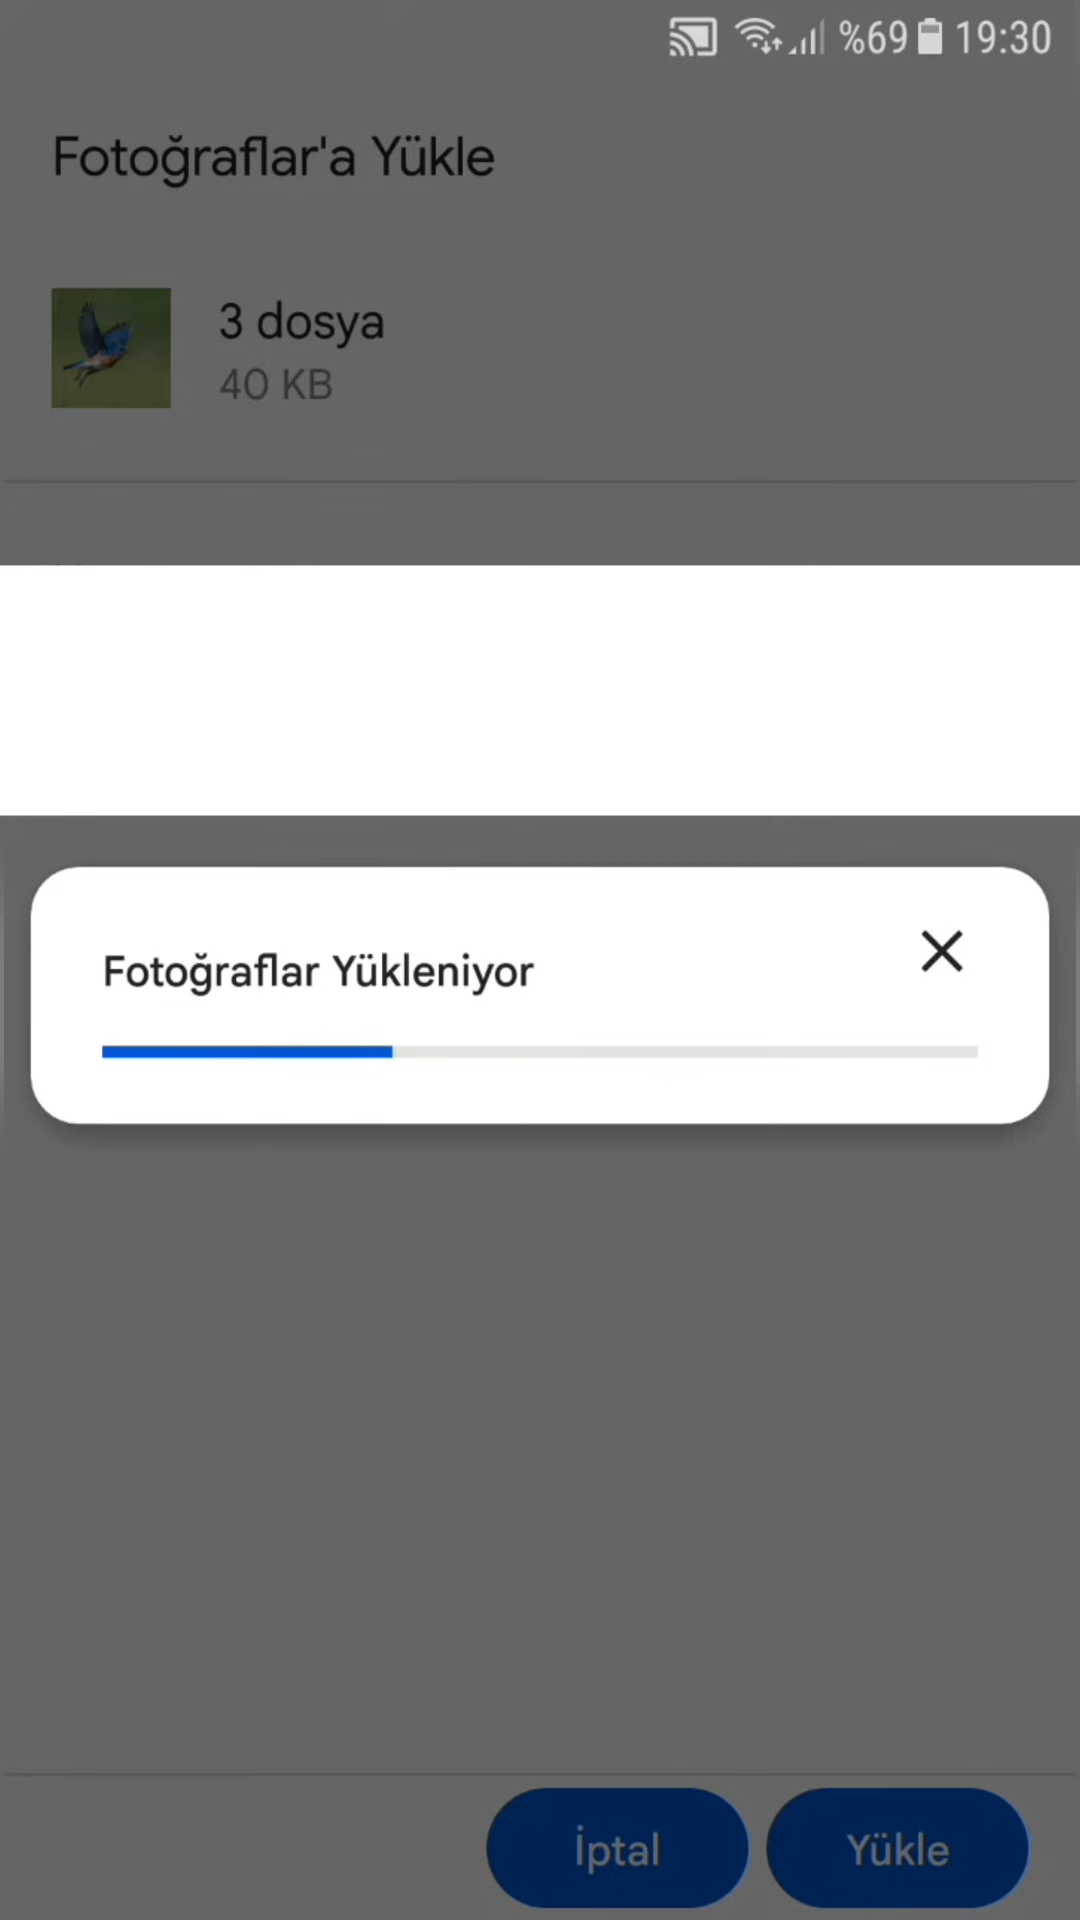 %69 19:30
Fotoğraflar'a Yükle
3 dosya
40 KB
Fotoğraflar Yükleniyor
İptal Yükle